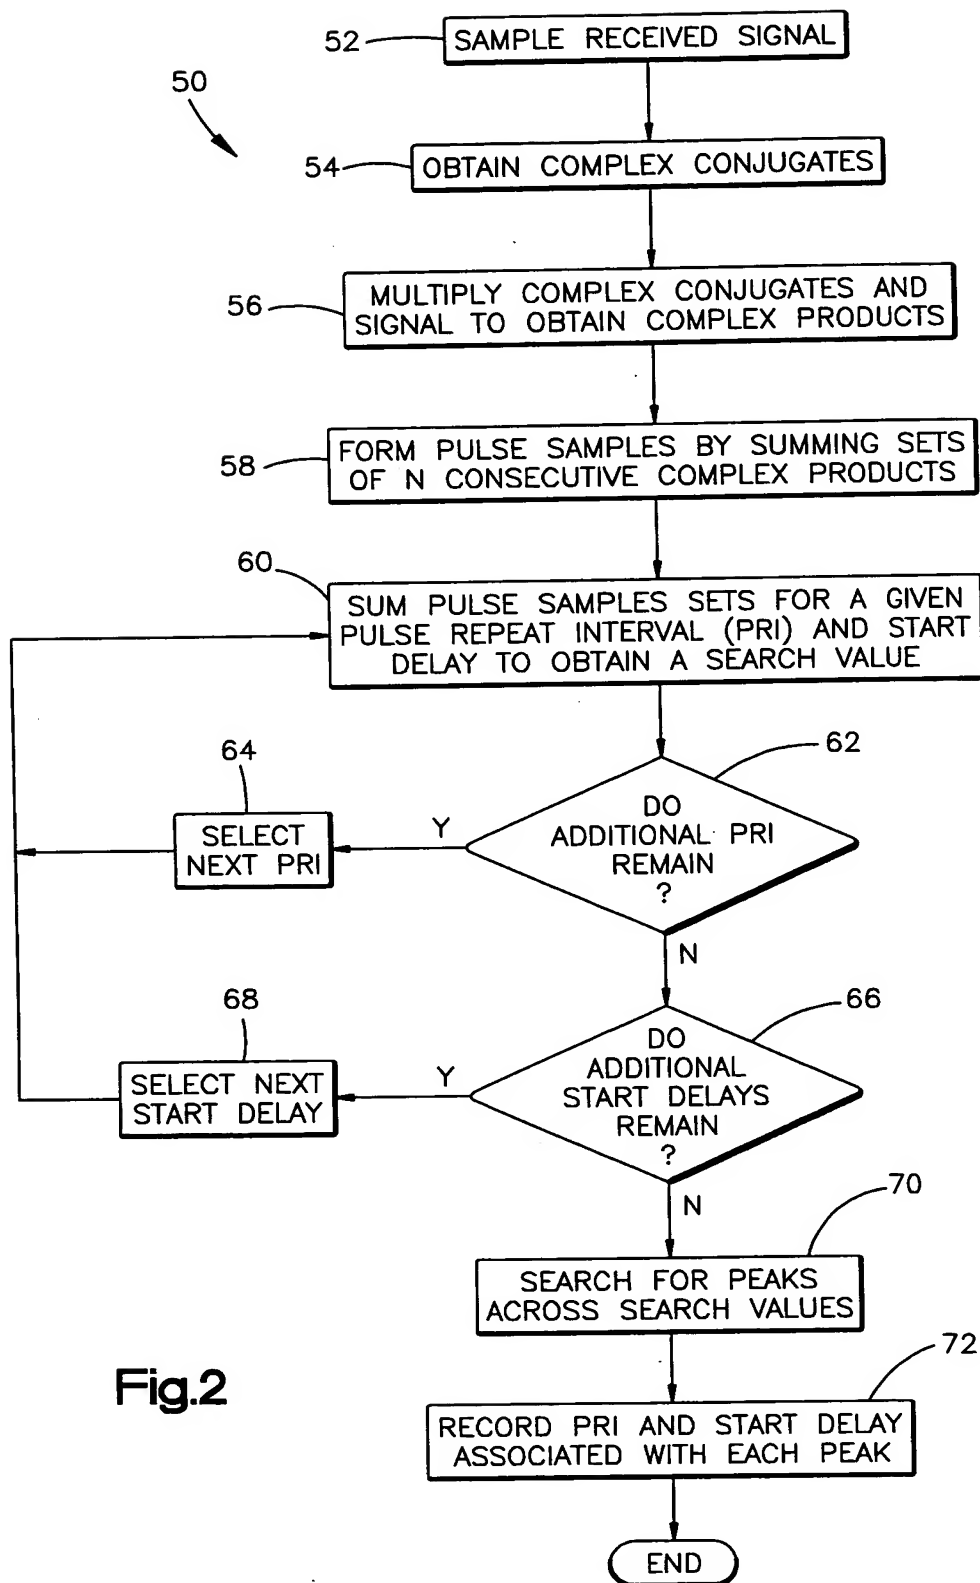 52
SAMPLE RECEIVED SIGNAL
50
54
OBTAIN COMPLEX CONJUGATES
56
MULTIPLY COMPLEX CONJUGATES AND
SIGNAL TO OBTAIN COMPLEX PRODUCTS
58
FORM PULSE SAMPLES BY SUMMING SETS
OF N CONSECUTIVE COMPLEX PRODUCTS
60
SUM PULSE SAMPLES SETS FOR A GIVEN
PULSE REPEAT INTERVAL (PRI) AND START
DELAY TO OBTAIN A SEARCH VALUE
62
DO
ADDITIONAL PRI
REMAIN
?
Y
64
SELECT
NEXT PRI
N
66
DO
ADDITIONAL
START DELAYS
REMAIN
?
Y
68
SELECT NEXT
START DELAY
N
70
SEARCH FOR PEAKS
ACROSS SEARCH VALUES
72
RECORD PRI AND START DELAY
ASSOCIATED WITH EACH PEAK
END
Fig.2